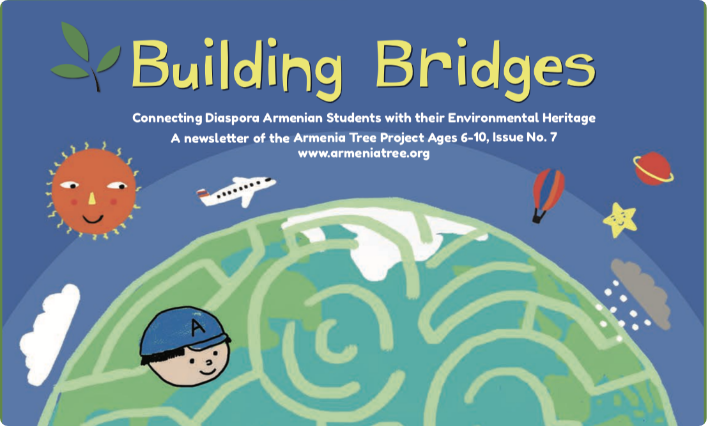 Building Bridges
Connecting Diaspora Armenian Students with their Environmental Heritage
A newsletter of the Armenia Tree Project Ages 6-10, Issue No. 7
www.armeniatree.org
A